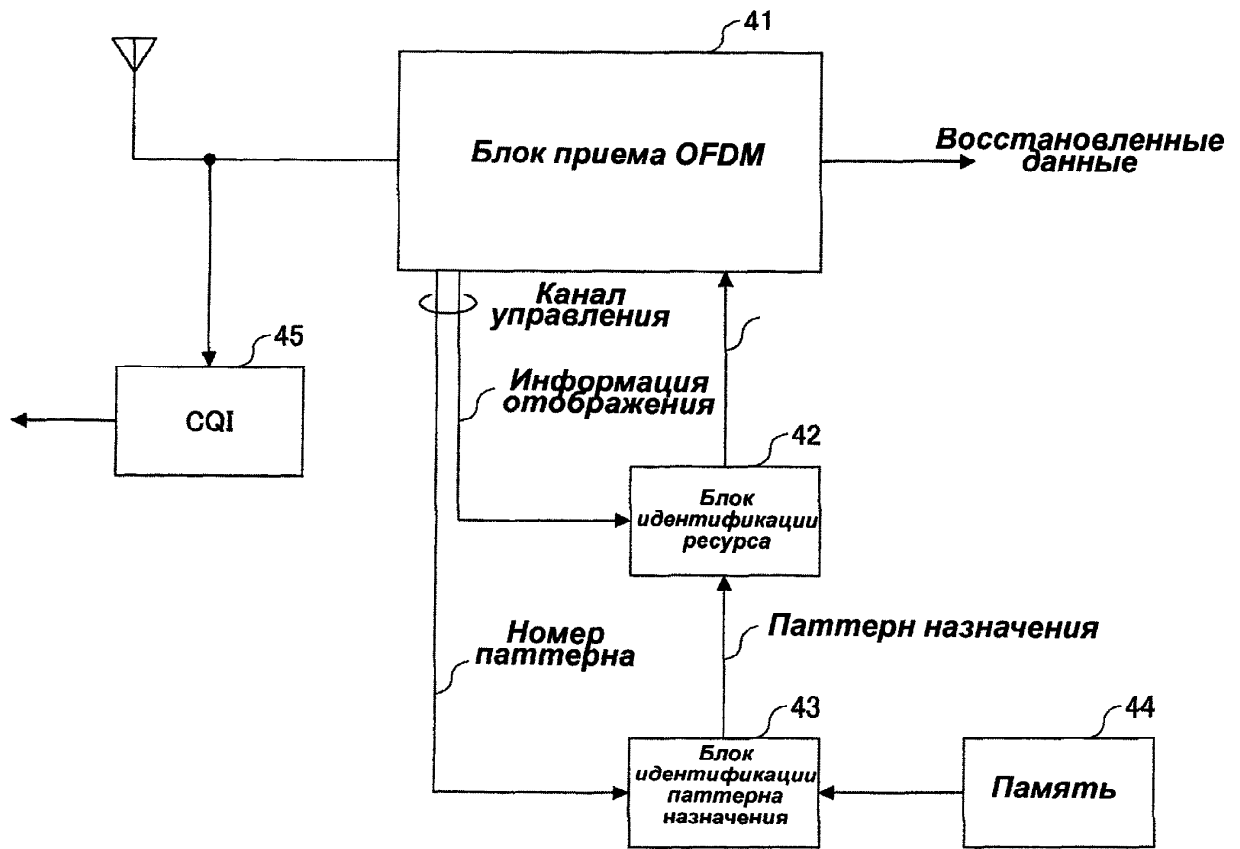 41
Блок приема OFDM
Восстановленные
данные
Канал
управления
45
CQI
Информация
отображения
42
Блок
идентификации
ресурса
Номер
паттерна
Паттерн назначения
43
Блок
идентификации
паттерна
назначения
44
Память